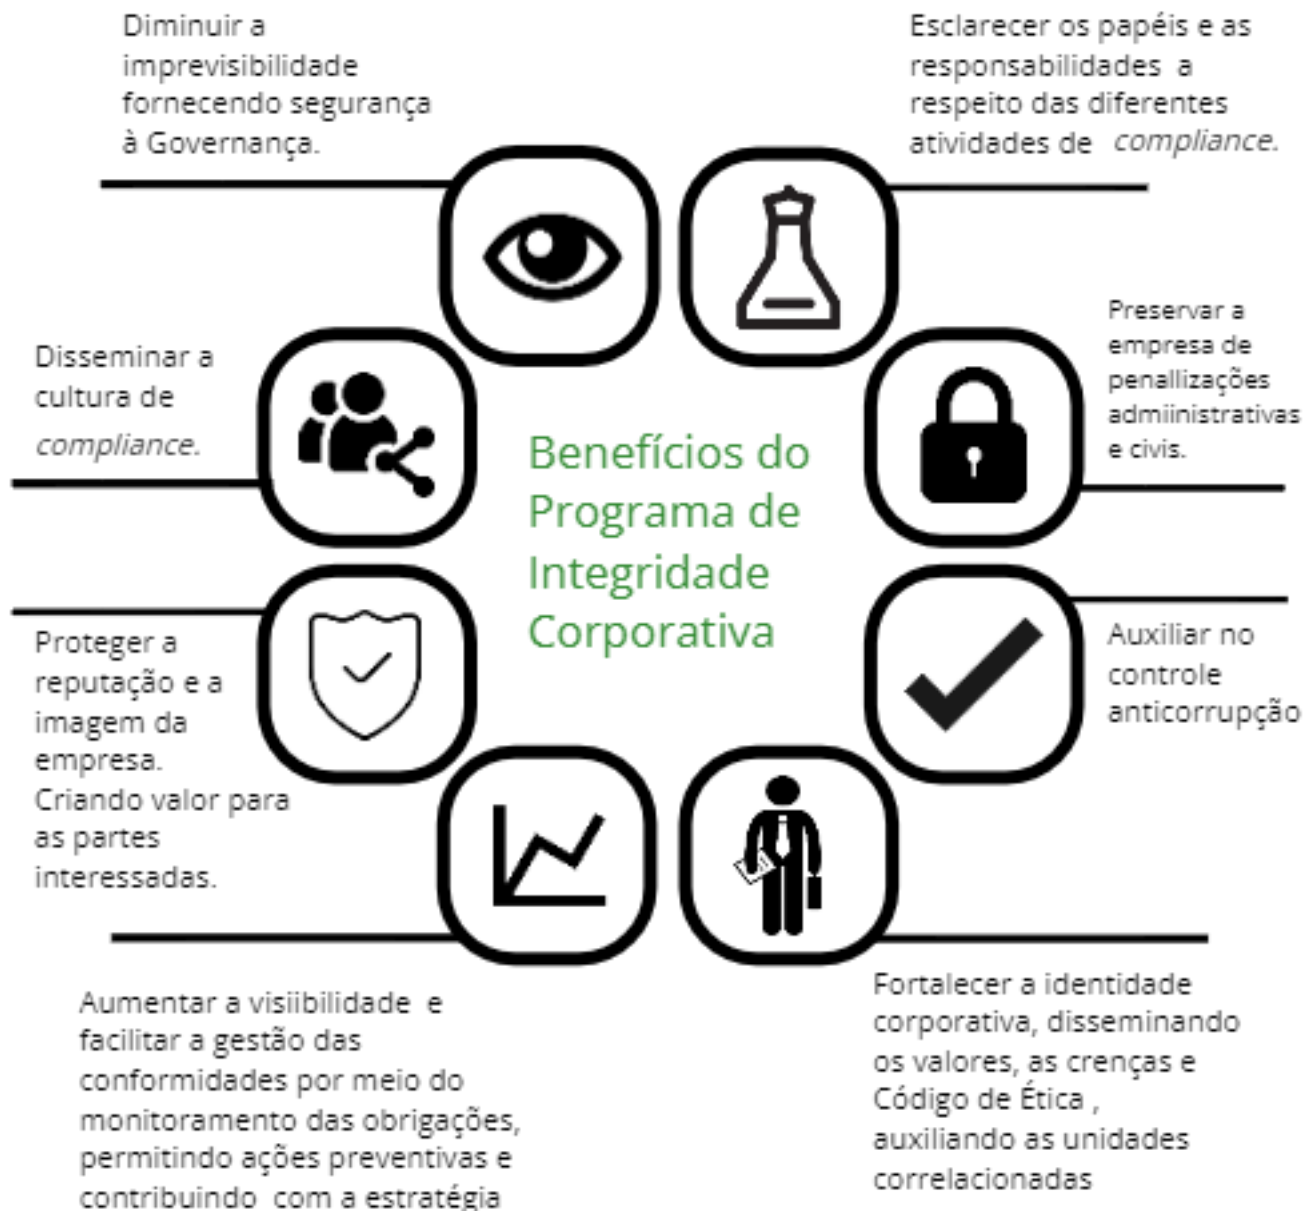 Diminuir a
imprevisibilidade
fornecendo segurança
à Governança.
Esclarecer os papéis e as
responsabilidades a
respeito das diferentes
atividades de compliance.
Disseminar a
cultura de
compliance.
Preservar a
empresa de
penallizações
admiinistrativas
e civis.
Benefícios do
Programa de
Integridade
Corporativa
Proteger a
reputação e a
imagem da
empresa.
Criando valor para
as partes
interessadas.
Auxiliar no
controle
anticorrupção
Aumentar a visiibilidade e
facilitar a gestão das
conformidades por meio do
monitoramento das obrigações,
permitindo ações preventivas e
contribuindo com a estratégia
Fortalecer a identidade
corporativa, disseminando
os valores, as crenças e
Código de Ética ,
auxiliando as unidades
correlacionadas